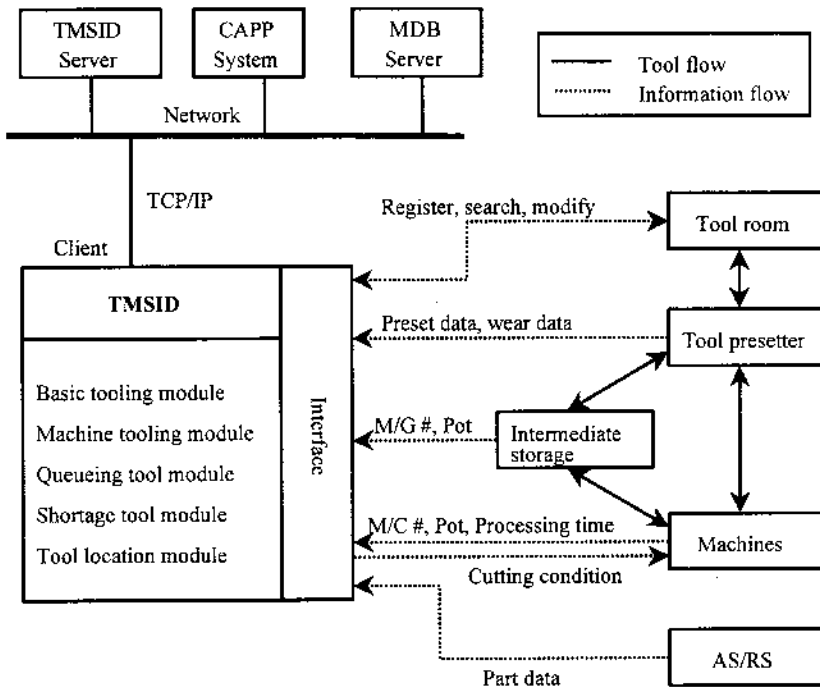 TMSID
Server
CAPP
System
MDB
Server
Tool flow
Information flow
Network
TCP/IP
Client
Register, search, modify
Tool room
TMSID
Preset data, wear data
Tool presetter
Basic tooling module
Machine tooling module
Queueing tool module
Shortage tool module
Tool location module
Interface
M/G #, Pot
Intermediate
storage
M/C #, Pot, Processing time
Machines
Cutting condition
AS/RS
Part data